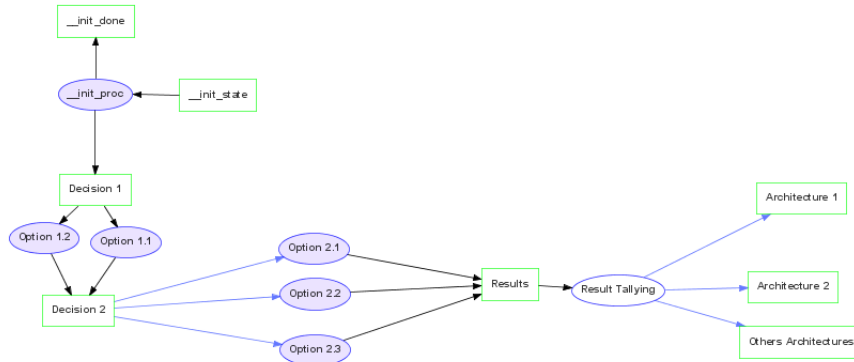 __init_done
__init_proc
__init_state
Decision 1
Option 1.2
Option 1.1
Decision 2
Option 2.1
Option 2.2
Option 2.3
Results
Result Tallying
Architecture 1
Architecture 2
Others Architectures